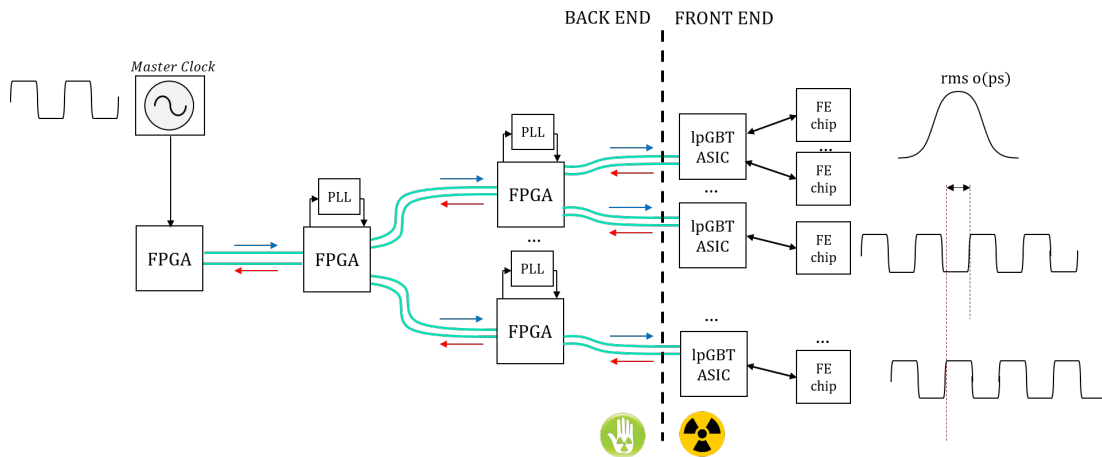 BACK END
FRONT END
Master Clock
rms o(ps)
FE
chip
...
PLL
lpGBT
ASIC
FE
chip
FPGA
...
PLL
lpGBT
ASIC
FE
chip
FPGA
FPGA
...
PLL
...
FPGA
lpGBT
ASIC
...
FE
chip